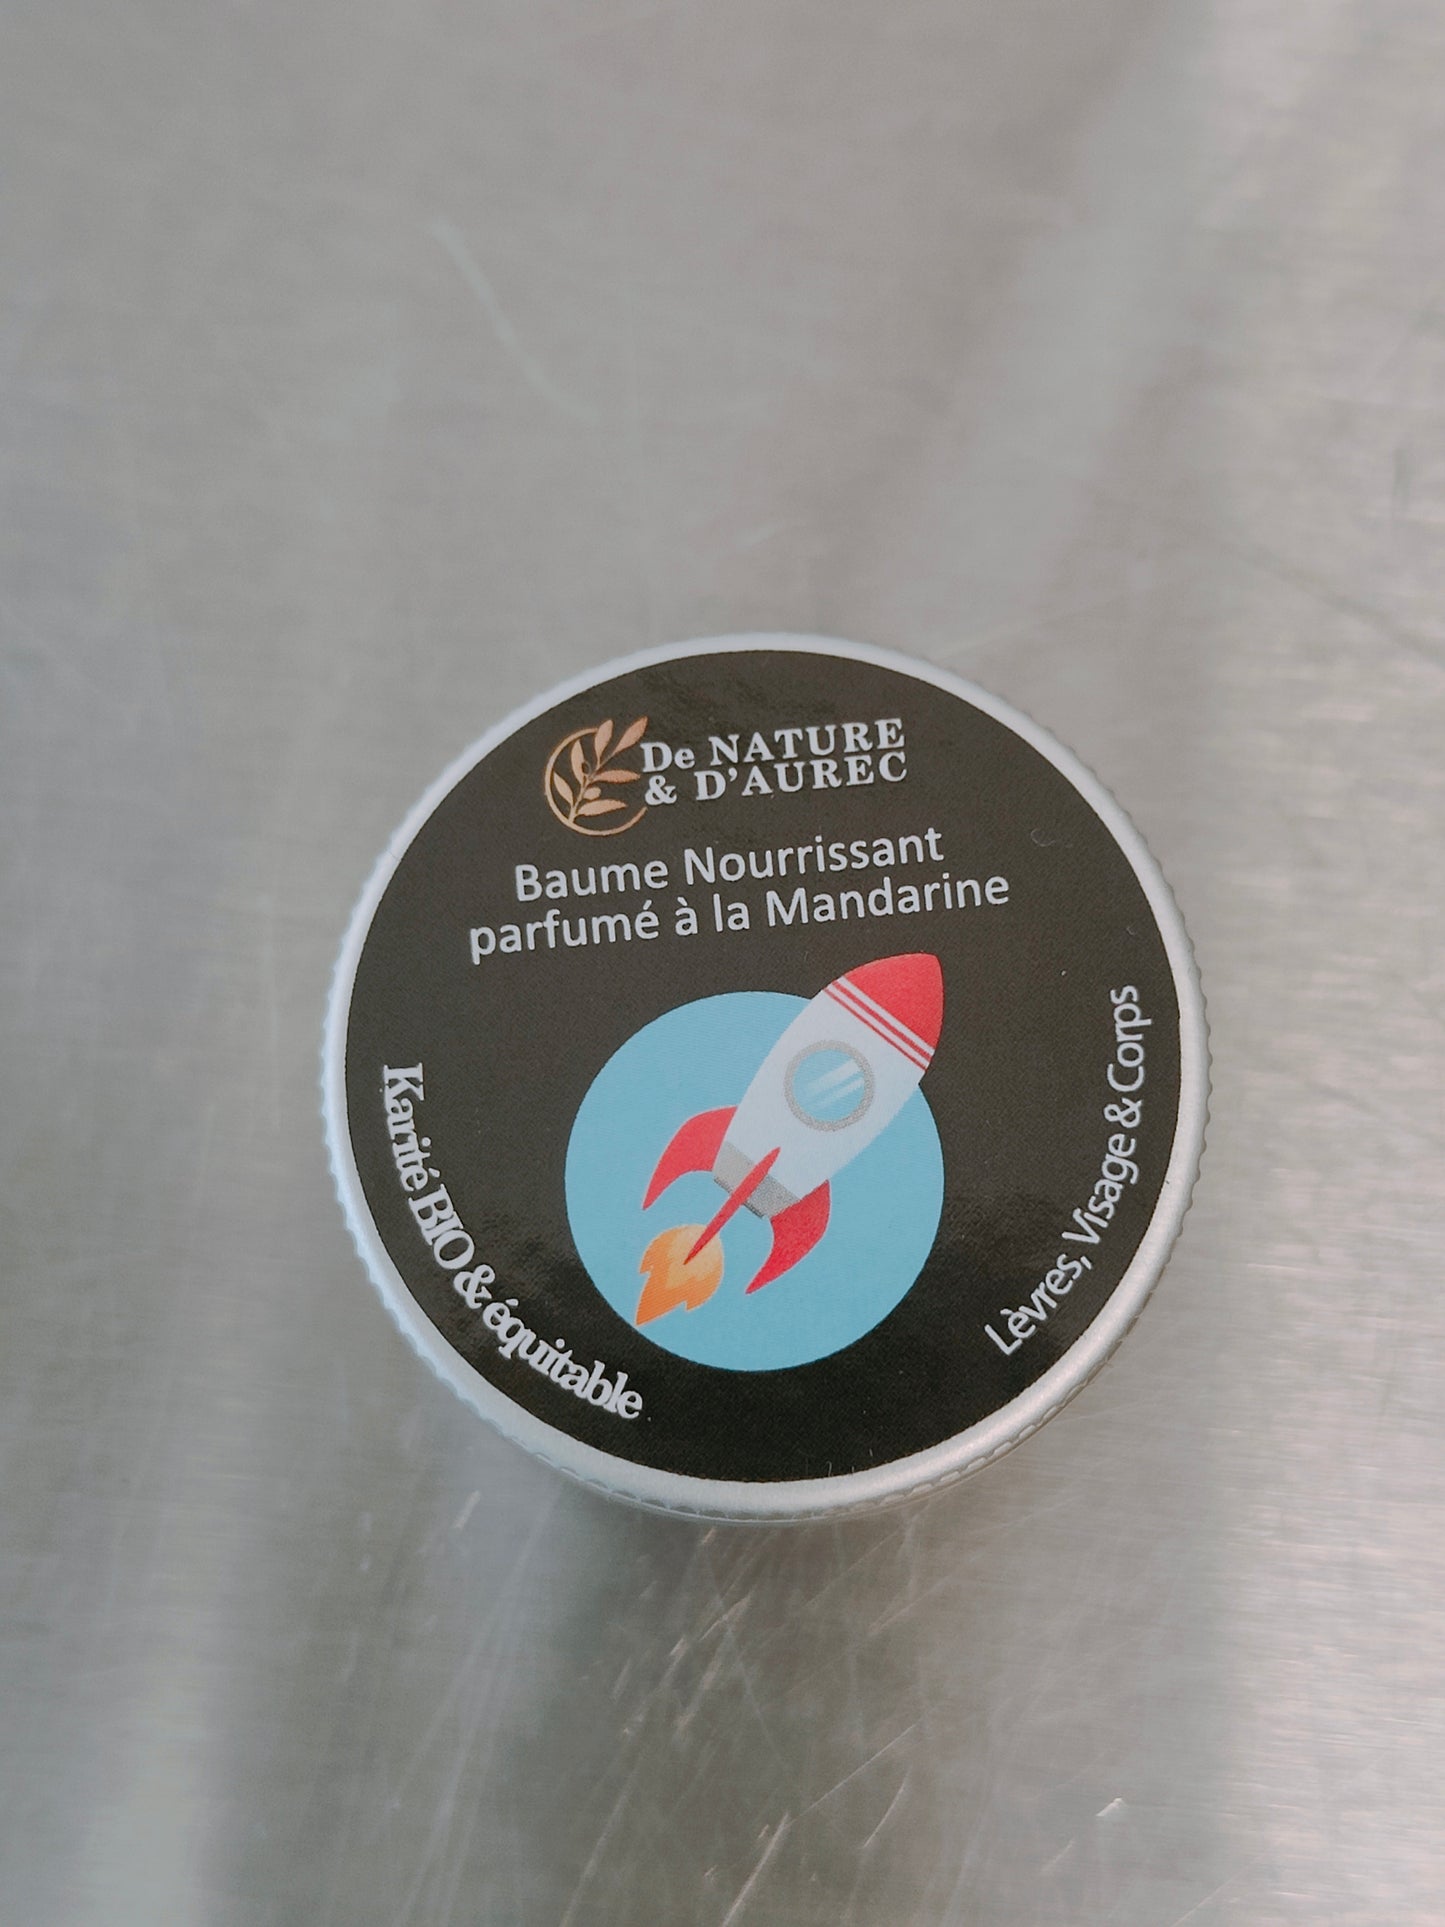 De NATURE
& D'AUREC
Baume Nourrissant
parfumé à la Mandarine
Karité BIO & équitable
Lèvres, Visage & Corps